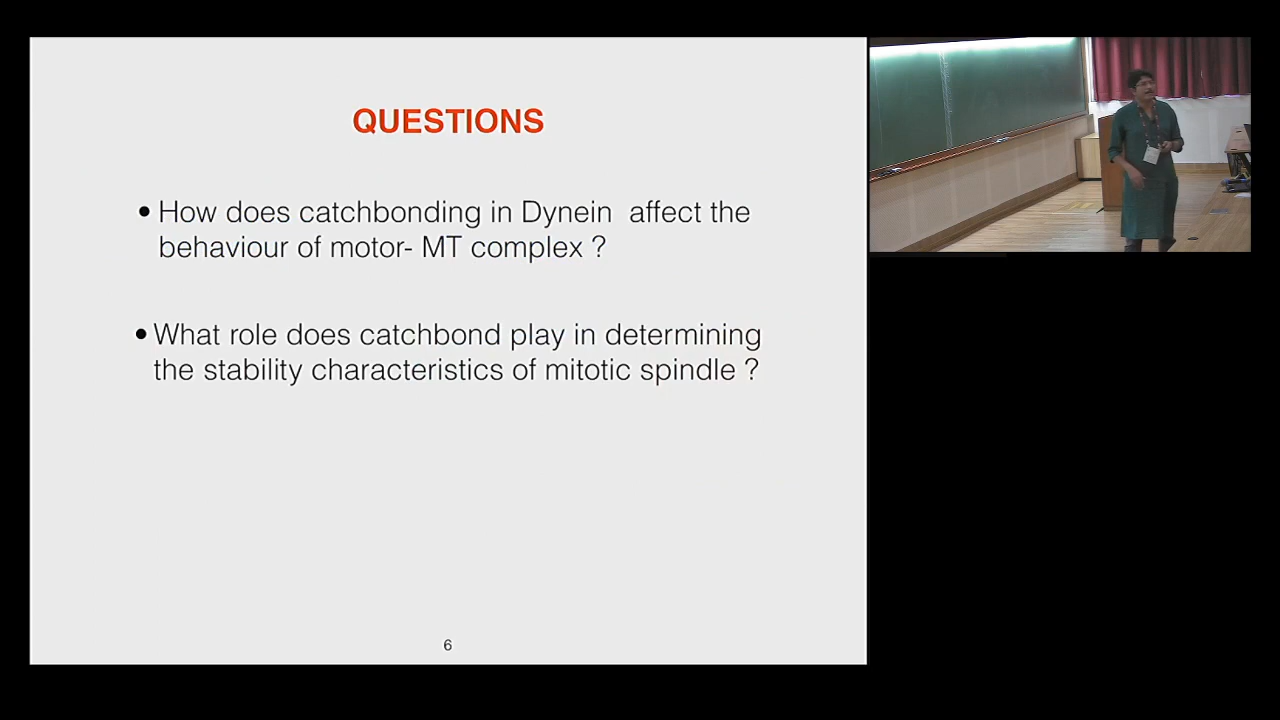 QUESTIONS
• How does catchbonding in Dynein affect the
behaviour of motor- MT complex ?
• What role does catchbond play in determining
the stability characteristics of mitotic spindle ?
6